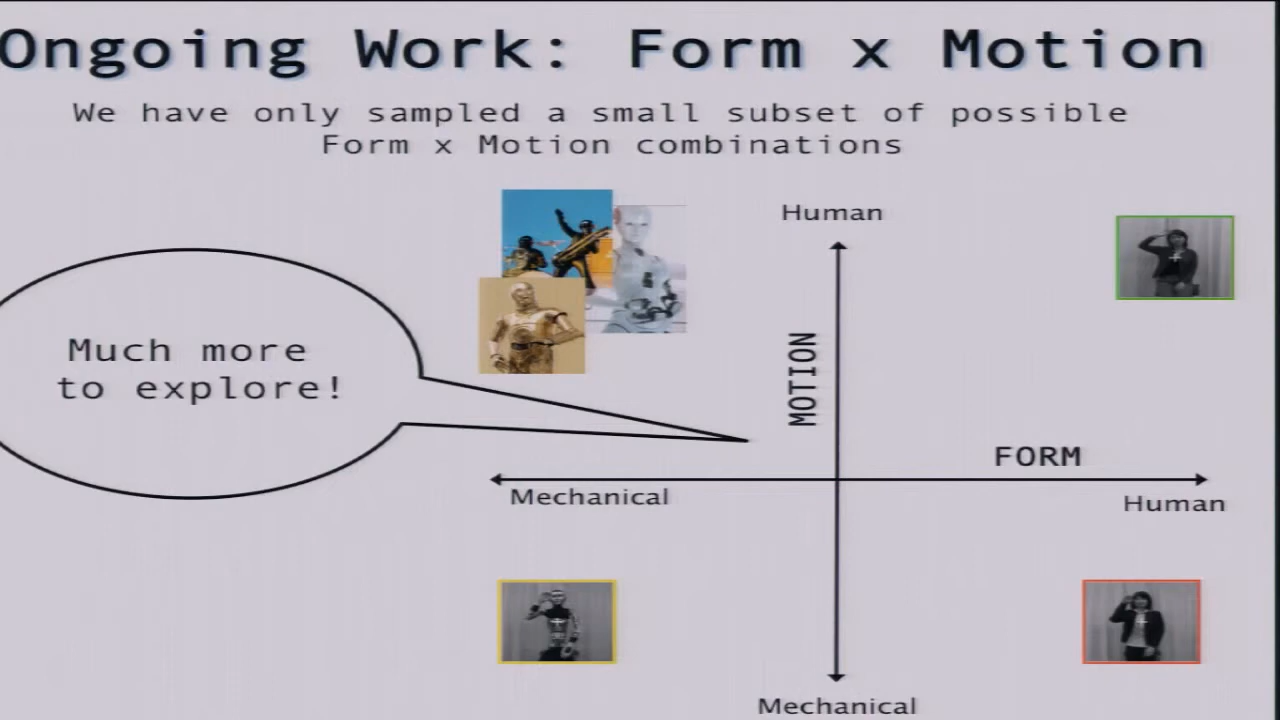 Ongoing Work: Form x Motion
We have only sampled a small subset of possible
Form x Motion combinations
Human
Much more
to explore!
MOTION
FORM
Mechanical
Human
Mechanical